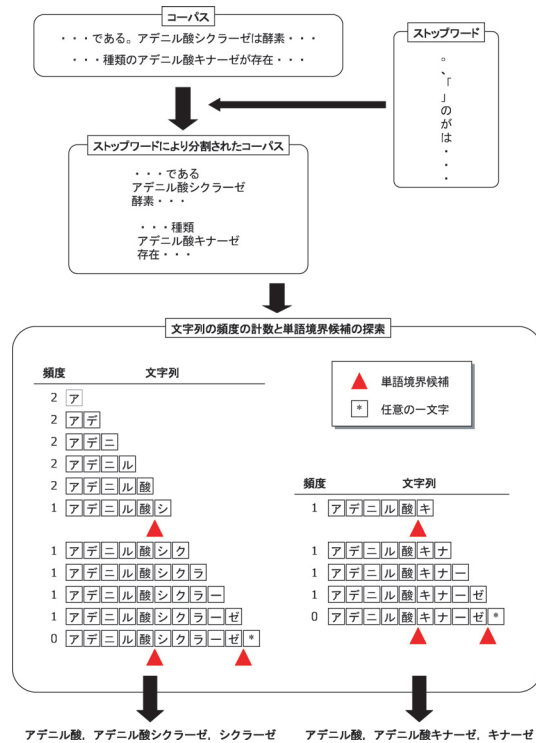 コーパス
・・・である。アデニル酸シクラーゼは酵素・・・
・・・種類のアデニル酸キナーゼが存在・・・
ストップワード
。、「」のがは・・・
ストップワードにより分割されたコーパス
・・・である
アデニル酸シクラーゼ
酵素・・・
・・・種類
アデニル酸キナーゼ
存在・・・
文字列の頻度の計数と単語境界候補の探索
頻度 文字列
2 ア
2 アデ
2 アデニ
2 アデニル
2 アデニル酸
1 アデニル酸シ
1 アデニル酸シク
1 アデニル酸シクラ
1 アデニル酸シクラー
1 アデニル酸シクラーゼ
0 アデニル酸シクラーゼ*
単語境界候補
* 任意の一文字
頻度 文字列
1 アデニル酸キ
1 アデニル酸キナ
1 アデニル酸キナー
1 アデニル酸キナーゼ
0 アデニル酸キナーゼ*
アデニル酸, アデニル酸シクラーゼ, シクラーゼ
アデニル酸, アデニル酸キナーゼ, キナーゼ